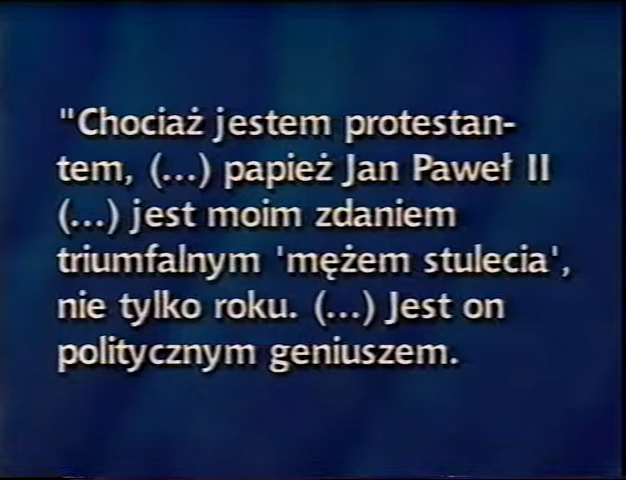 "Chociaż jestem protestan-
tem, (...) papież Jan Paweł II
(...) jest moim zdaniem
triumfalnym 'mężem stulecia',
nie tylko roku. (...) Jest on
politycznym geniuszem.